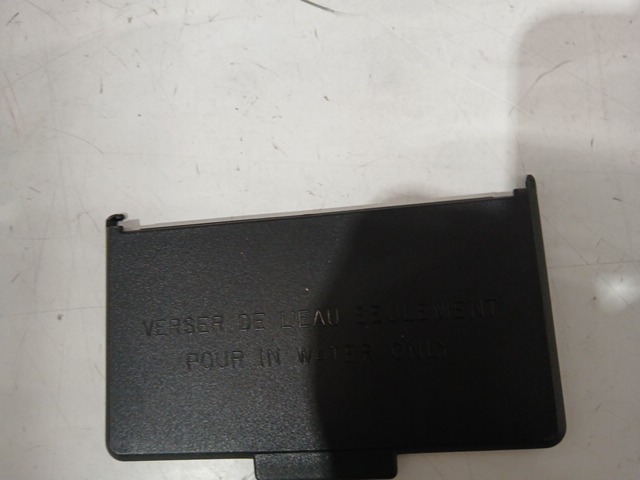 VERSER DE L'EAU SEULEMENT
POUR IN WATER ONLY